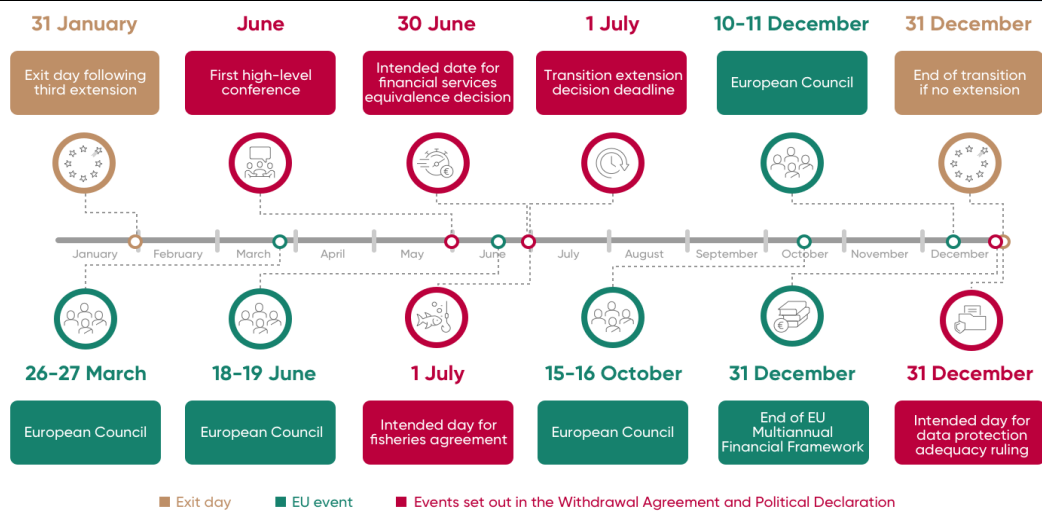 31 January
Exit day following
third extension
June
First high-level
conference
30 June
Intended date for
financial services
equivalence decision
1 July
Transition extension
decision deadline
10-11 December
European Council
31 December
End of transition
if no extension
€
January
February
March
April
May
June
July
August
September
October
November
December
€
26-27 March
European Council
18-19 June
European Council
1 July
Intended day for
fisheries agreement
15-16 October
European Council
31 December
End of EU
Multiannual
Financial Framework
31 December
Intended day for
data protection
adequacy ruling
Exit day
EU event
Events set out in the Withdrawal Agreement and Political Declaration